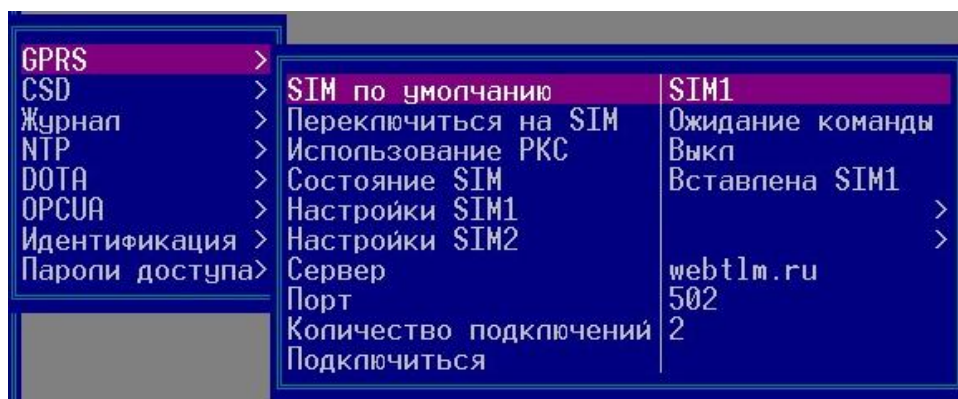 GPRS >
CSD >
Журнал >
NTP >
DOTA >
OPCUA >
Идентификация >
Пароли доступа>
SIM по умолчанию SIM1
Переключиться на SIM Ожидание команды
Использование РКС Выкл
Состояние SIM Вставлена SIM1
Настройки SIM1 >
Настройки SIM2 >
Сервер webtlm.ru
Порт 502
Количество подключений 2
Подключиться